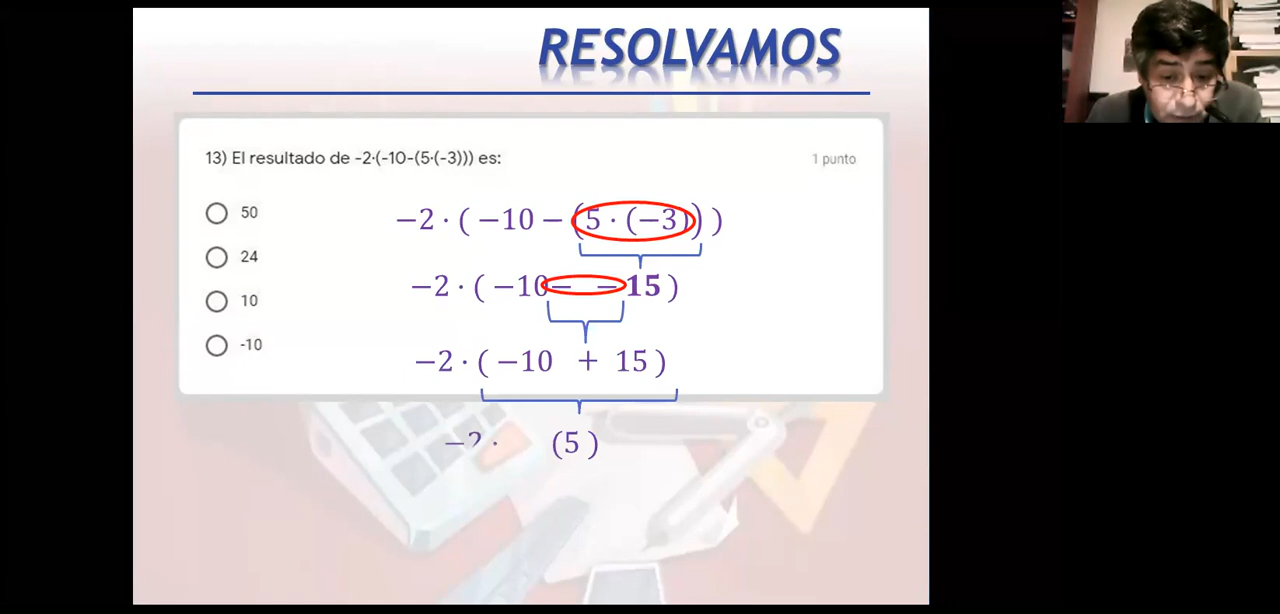 RESOLVAMOS
13) El resultado de -2·(-10-(5·(-3))) es:
1 punto
50
24
10
-10
−2 · ( −10 − (5 · (−3)) )
−2 · ( −10 − −15 )
−2 · ( −10 + 15 )
−2 · (5 )